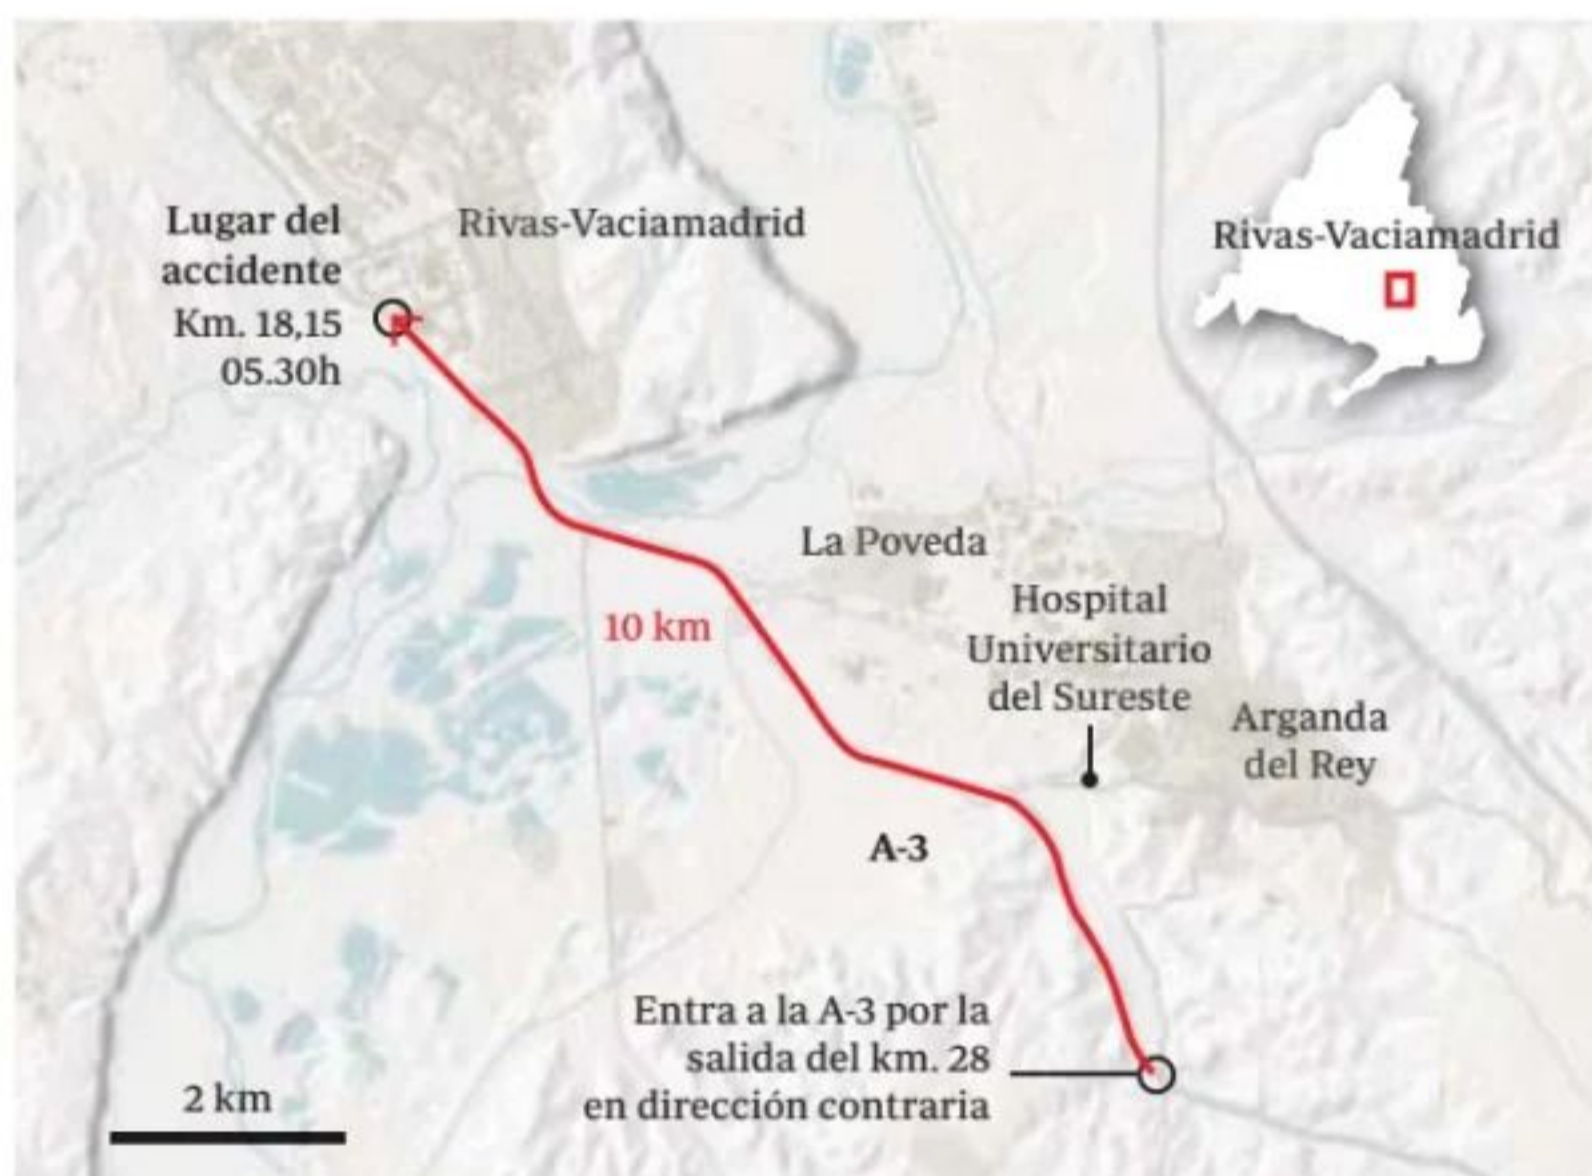 Lugar del
accidente
Km. 18,15
05.30h
Rivas-Vaciamadrid
Rivas-Vaciamadrid
La Poveda
10 km
Hospital
Universitario
del Sureste
Arganda
del Rey
A-3
Entra a la A-3 por la
salida del km. 28
en dirección contraria
2 km